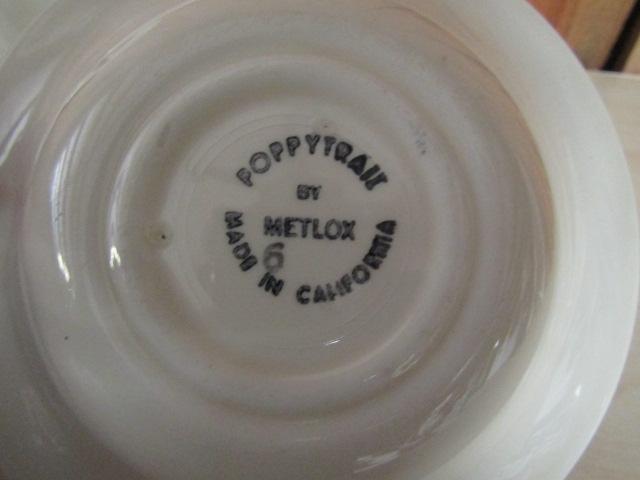 POPPYTRAIL
BY
METLOX
6
MADE IN CALIFORNIA